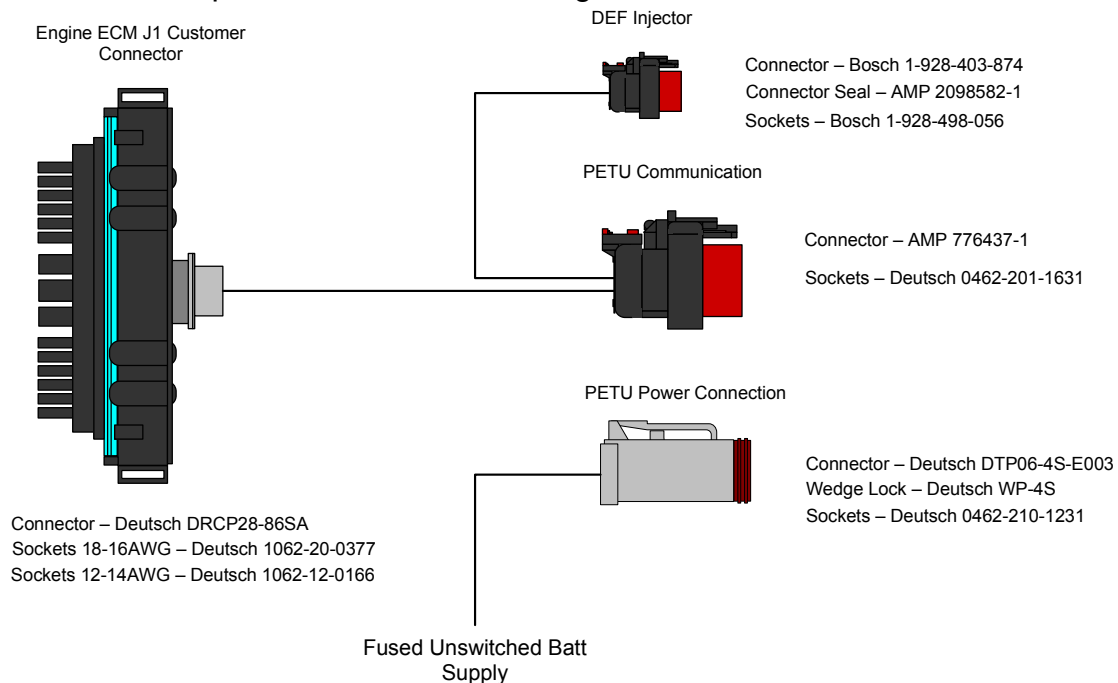 Engine ECM J1 Customer
Connector
DEF Injector
Connector – Bosch 1-928-403-874
Connector Seal – AMP 2098582-1
Sockets – Bosch 1-928-498-056
PETU Communication
Connector – AMP 776437-1
Sockets – Deutsch 0462-201-1631
PETU Power Connection
Connector – Deutsch DTP06-4S-E003
Wedge Lock – Deutsch WP-4S
Sockets – Deutsch 0462-210-1231
Connector – Deutsch DRCP28-86SA
Sockets 18-16AWG – Deutsch 1062-20-0377
Sockets 12-14AWG – Deutsch 1062-12-0166
Fused Unswitched Batt
Supply